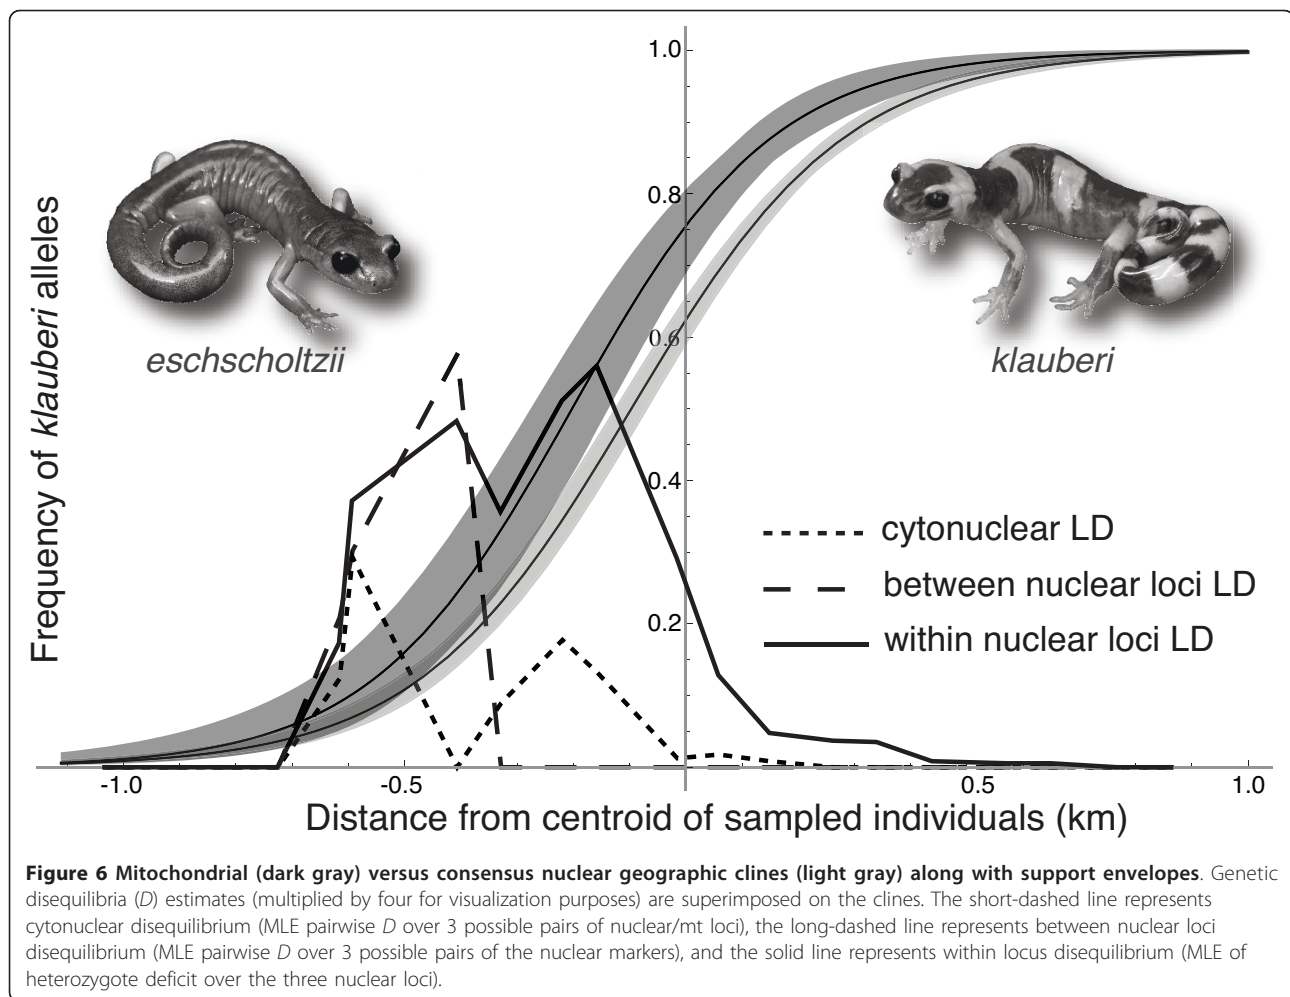 1.0
0.8
0.6
0.4
0.2
Frequency of klauberi alleles
eschscholtzii
klauberi
cytonuclear LD
between nuclear loci LD
within nuclear loci LD
-1.0
-0.5
0.5
1.0
Distance from centroid of sampled individuals (km)
Figure 6 Mitochondrial (dark gray) versus consensus nuclear geographic clines (light gray) along with support envelopes. Genetic
disequilibria (D) estimates (multiplied by four for visualization purposes) are superimposed on the clines. The short-dashed line represents
cytonuclear disequilibrium (MLE pairwise D over 3 possible pairs of nuclear/mt loci), the long-dashed line represents between nuclear loci
disequilibrium (MLE pairwise D over 3 possible pairs of the nuclear markers), and the solid line represents within locus disequilibrium (MLE of
heterozygote deficit over the three nuclear loci).